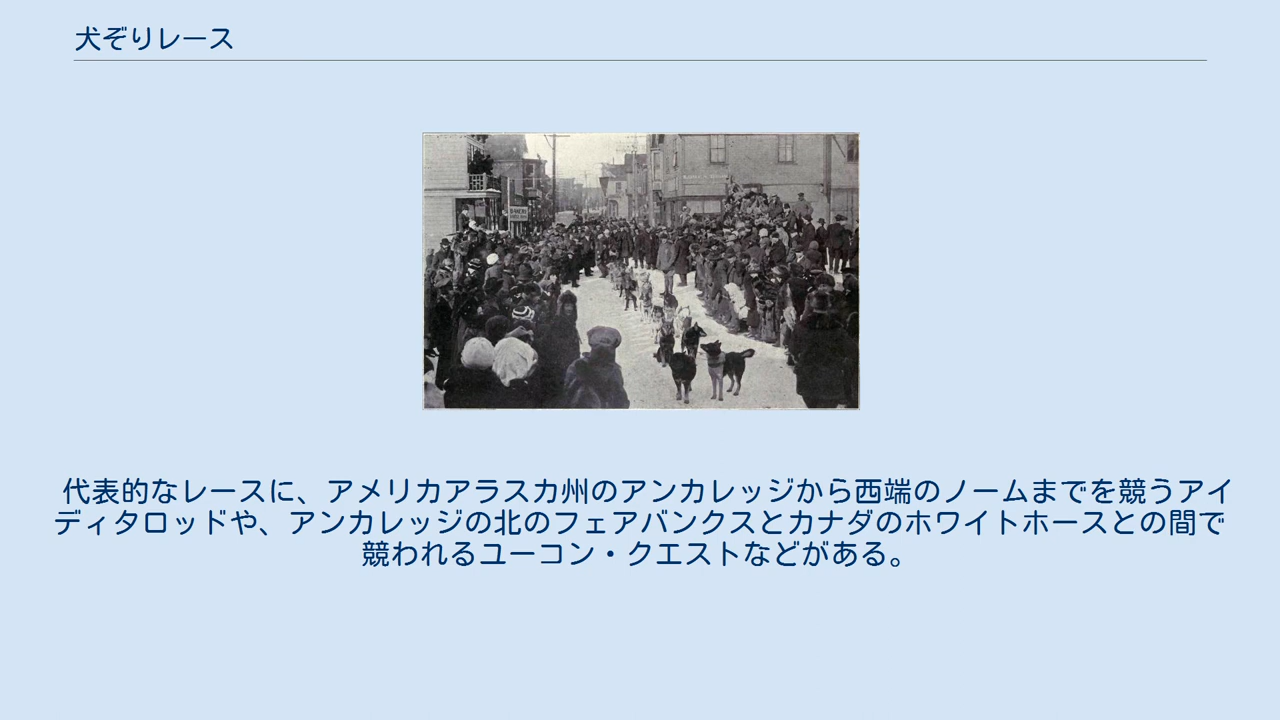 犬ぞりレース
BAKERY
代表的なレースに、アメリカアラスカ州のアンカレッジから西端のノームまでを競うアイ
ディタロッドや、アンカレッジの北のフェアバンクスとカナダのホワイトホースとの間で
競われるユーコン・クエストなどがある。